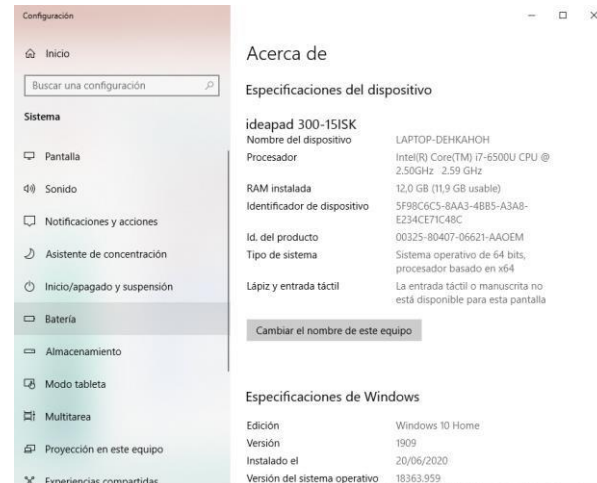 Configuración
Inicio
Buscar una configuración
Sistema
Pantalla
Sonido
Notificaciones y acciones
Asistente de concentración
Inicio/apagado y suspensión
Batería
Almacenamiento
Modo tableta
Multitarea
Proyección en este equipo
Experiencias compartidas
Acerca de
Especificaciones del dispositivo
ideapad 300-15ISK
Nombre del dispositivo LAPTOP-DEHKAHOH
Procesador Intel(R) Core(TM) i7-6500U CPU @
2.50GHz 2.59 GHz
RAM instalada 12,0 GB (11,9 GB usable)
Identificador de dispositivo 5F98C6C5-8AA3-4BB5-A3A8-
E234CE71C48C
Id. del producto 00325-80407-06621-AAOEM
Tipo de sistema Sistema operativo de 64 bits,
procesador basado en x64
Lápiz y entrada táctil La entrada táctil o manuscrita no
está disponible para esta pantalla
Cambiar el nombre de este equipo
Especificaciones de Windows
Edición Windows 10 Home
Versión 1909
Instalado el 20/06/2020
Versión del sistema operativo 18363.959